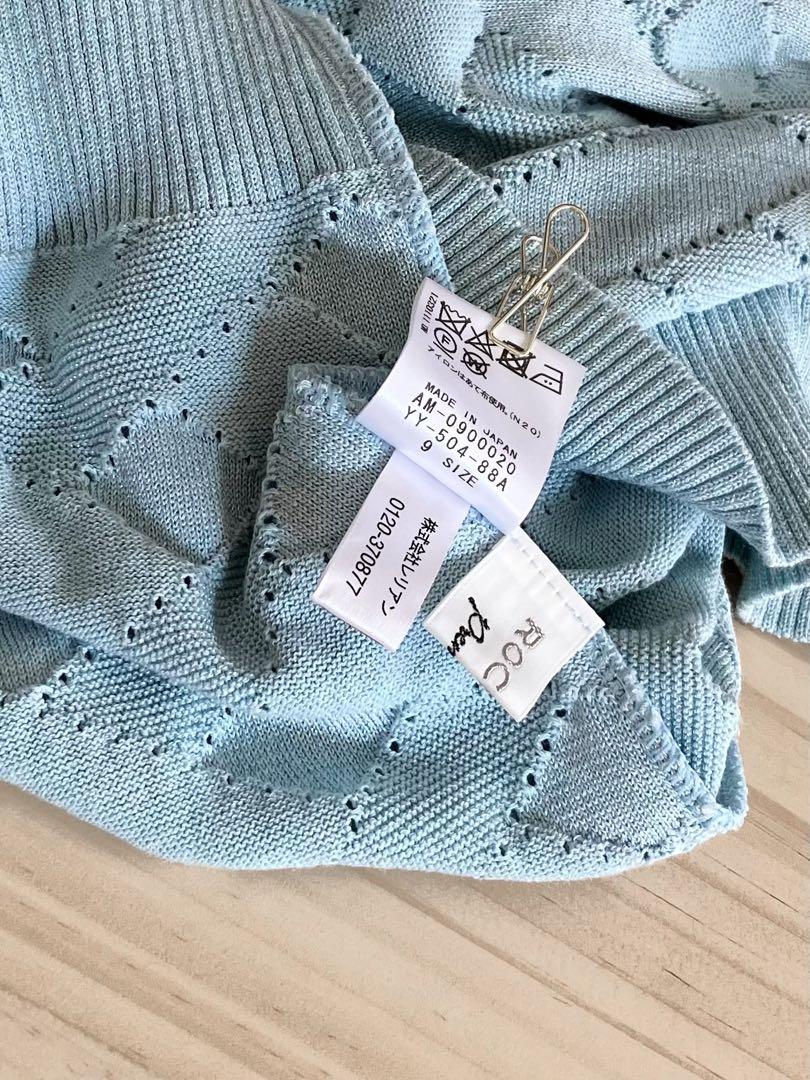 アイロンはあて布使用。(N20)
MADE IN JAPAN
AM-0900020
YY-504-88A
9 SIZE
株式会社レリアン
0120-370877
ROC